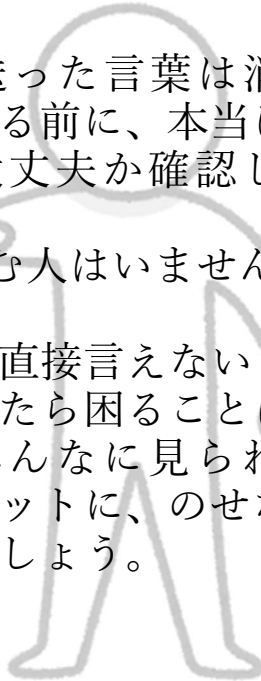 った言葉は
る前に、本当
丈夫か確認し
む人はいません
直接言えない
たら困ること
んなに見られ
ットに、のせ
しょう。